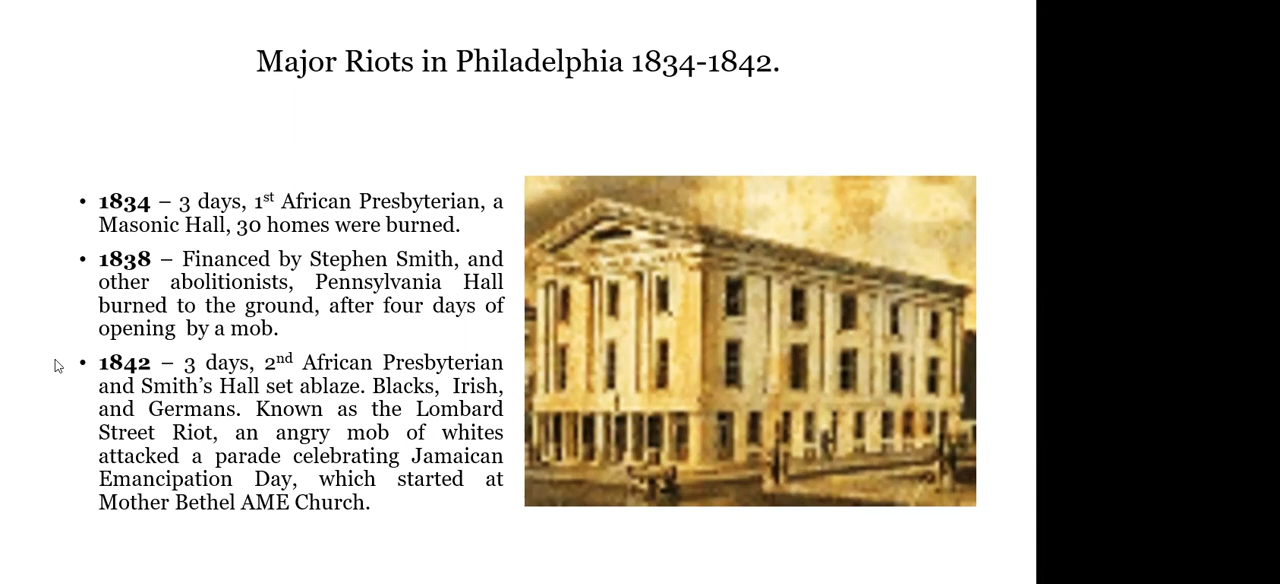 Major Riots in Philadelphia 1834-1842.
• 1834 – 3 days, 1st African Presbyterian, a
Masonic Hall, 30 homes were burned.
• 1838 – Financed by Stephen Smith, and
other abolitionists, Pennsylvania Hall
burned to the ground, after four days of
opening by a mob.
• 1842 – 3 days, 2nd African Presbyterian
and Smith’s Hall set ablaze. Blacks, Irish,
and Germans. Known as the Lombard
Street Riot, an angry mob of whites
attacked a parade celebrating Jamaican
Emancipation Day, which started at
Mother Bethel AME Church.